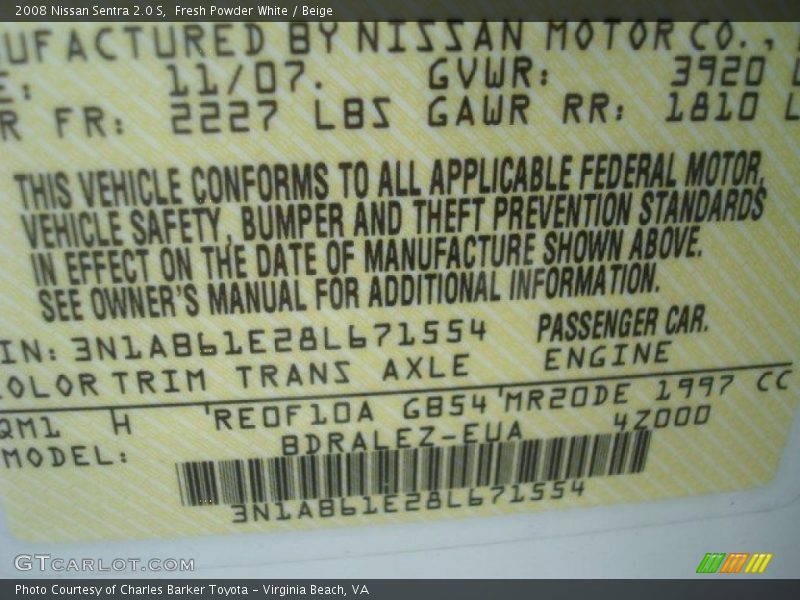 2008 Nissan Sentra 2.0 S,  Fresh Powder White / Beige
UFACTURED BY NISSAN MOTOR CO.,
E: 11/07. GVWR: 3920
R FR: 2227 LBS GAWR RR: 1810 L
THIS VEHICLE CONFORMS TO ALL APPLICABLE FEDERAL MOTOR,
VEHICLE SAFETY, BUMPER AND THEFT PREVENTION STANDARDS
IN EFFECT ON THE DATE OF MANUFACTURE SHOWN ABOVE.
SEE OWNER'S MANUAL FOR ADDITIONAL INFORMATION.
IN: 3N1AB61E28L671554 PASSENGER CAR.
OLOR TRIM TRANS AXLE ENGINE
QM1 H 'RE0F10A GB54 'MR20DE 1997 CC
MODEL: BDRALEZ-EUA 4Z000
3N1AB61E28L671554
GTCARLOT.COM
Photo Courtesy of Charles Barker Toyota – Virginia Beach, VA